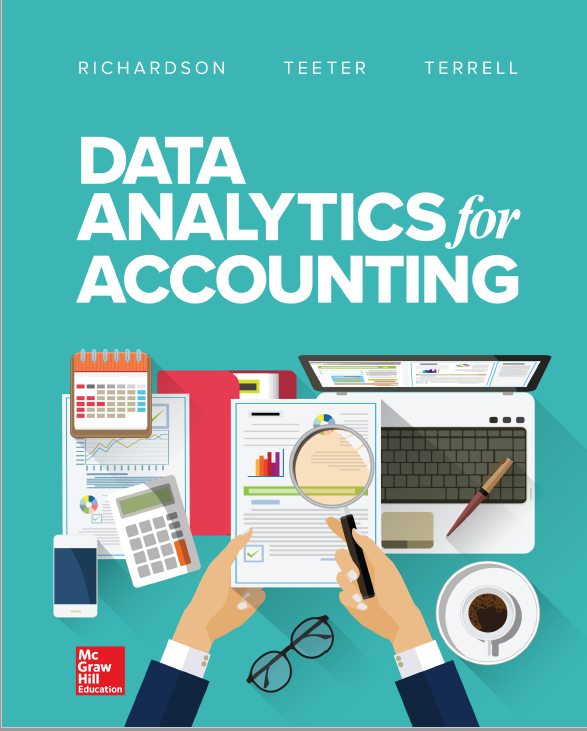 RICHARDSON TEETER TERRELL
DATA
ANALYTICS for
ACCOUNTING
Mc
Graw
Hill
Education